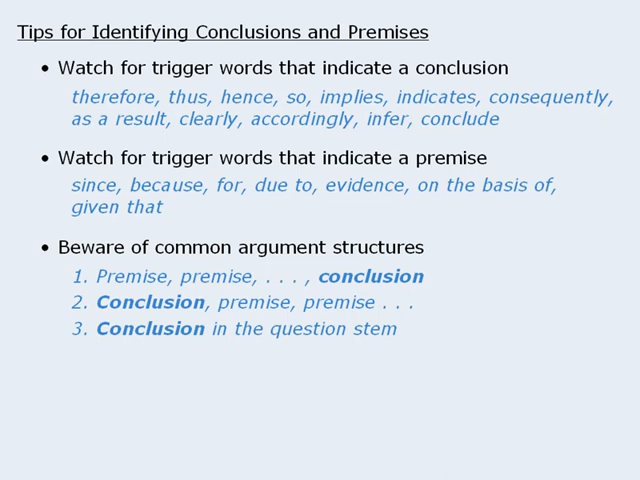 Tips for Identifying Conclusions and Premises
• Watch for trigger words that indicate a conclusion
therefore, thus, hence, so, implies, indicates, consequently,
as a result, clearly, accordingly, infer, conclude
• Watch for trigger words that indicate a premise
since, because, for, due to, evidence, on the basis of,
given that
• Beware of common argument structures
1. Premise, premise, . . . , conclusion
2. Conclusion, premise, premise . . .
3. Conclusion in the question stem